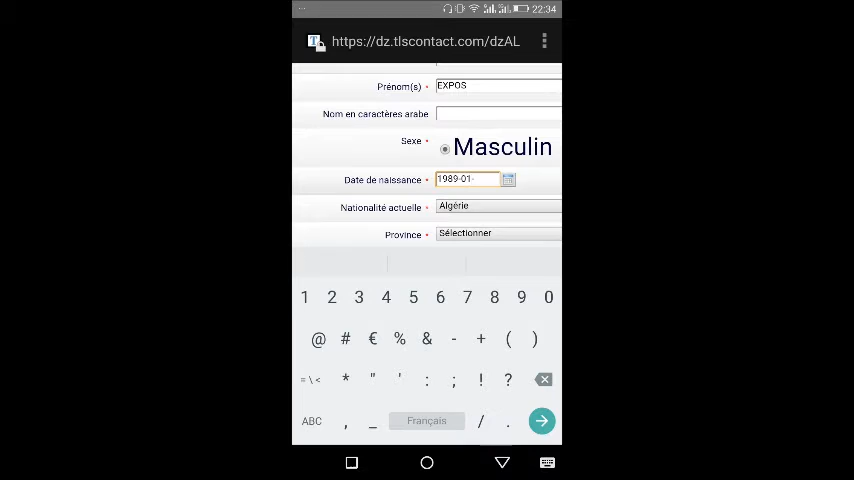 22:34
https://dz.tlscontact.com/dzAL
Prénom(s) * EXPOS
Nom en caractères arabe
Sexe * Masculin
Date de naissance * 1989-01-
Nationalité actuelle * Algérie
Province * Sélectionner
1 2 3 4 5 6 7 8 9 0
@ # € % & - + ( )
= \ < * " ' : ; ! ?
ABC , _ Français / .